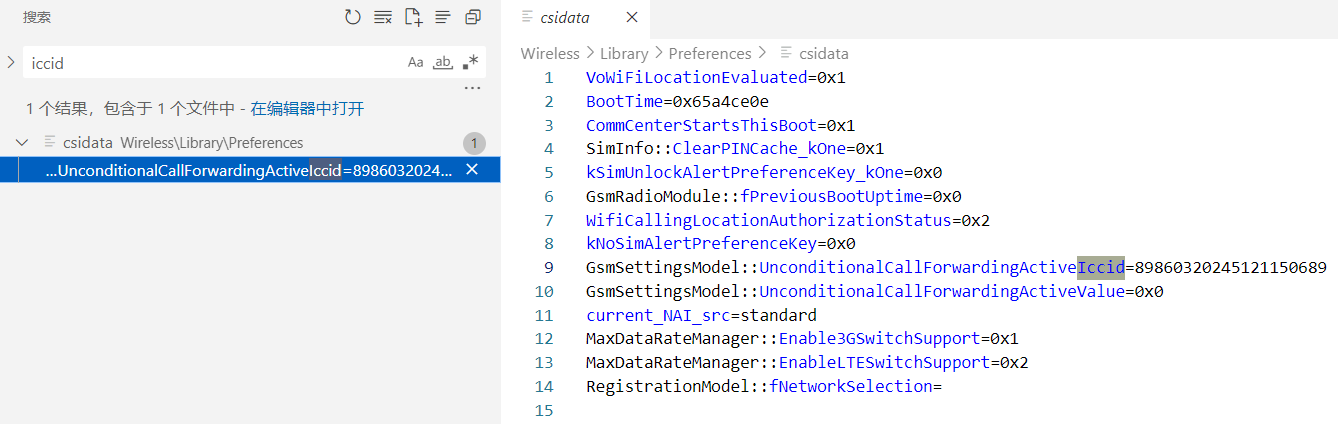 搜索
iccid
Aa ab .*
1 个结果，包含于 1 个文件中 - 在编辑器中打开
csidata Wireless\Library\Preferences 1
...UnconditionalCallForwardingActiveIccid=8986032024...
csidata
Wireless > Library > Preferences > csidata
1 VoWiFiLocationEvaluated=0x1
2 BootTime=0x65a4ce0e
3 CommCenterStartsThisBoot=0x1
4 SimInfo::ClearPINCache_kOne=0x1
5 kSimUnlockAlertPreferenceKey_kOne=0x0
6 GsmRadioModule::fPreviousBootUptime=0x0
7 WifiCallingLocationAuthorizationStatus=0x2
8 kNoSimAlertPreferenceKey=0x0
9 GsmSettingsModel::UnconditionalCallForwardingActiveIccid=89860320245121150689
10 GsmSettingsModel::UnconditionalCallForwardingActiveValue=0x0
11 current_NAI_src=standard
12 MaxDataRateManager::Enable3GSwitchSupport=0x1
13 MaxDataRateManager::EnableLTESwitchSupport=0x2
14 RegistrationModel::fNetworkSelection=
15